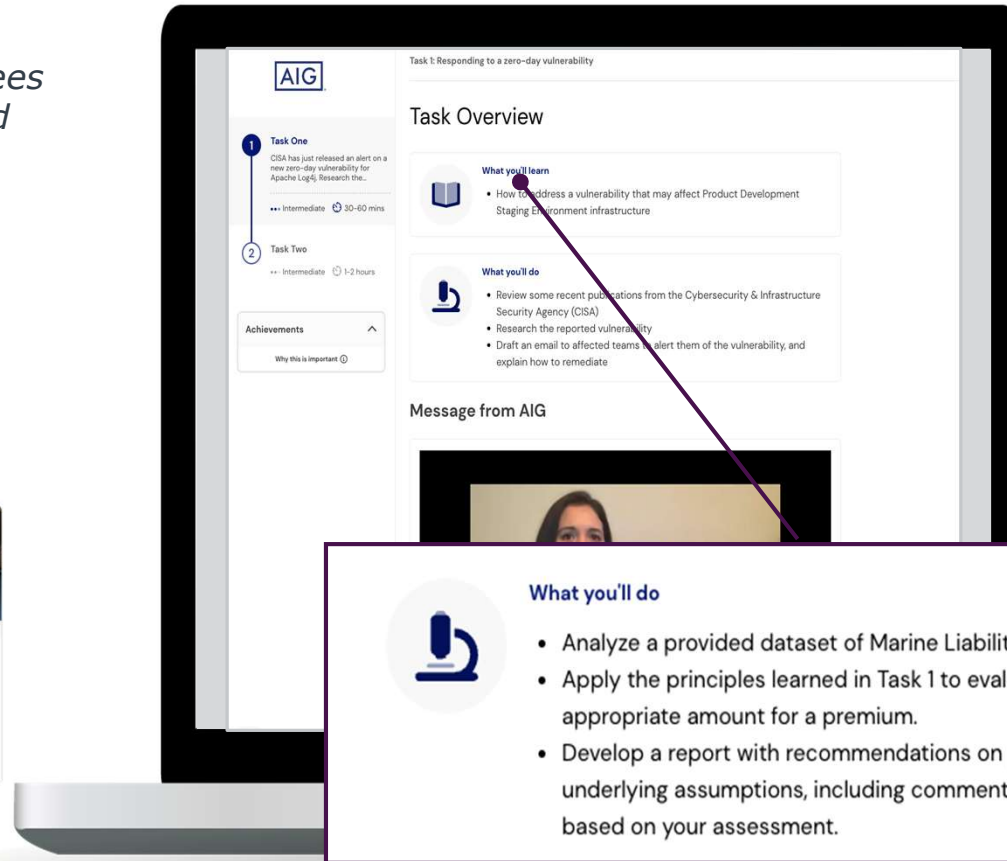 AIG
Task One
CISA has just released an alert on a
new zero-day vulnerability for
Apache Log4j. Research the...
Intermediate 30-60 mins
Task Two
Intermediate 1-2 hours
Achievements
Why this is important
1
2
Task 1: Responding to a zero-day vulnerability
Task Overview
What you'll learn
• How to address a vulnerability that may affect Product Development
Staging Environment infrastructure
What you'll do
• Review some recent publications from the Cybersecurity & Infrastructure
Security Agency (CISA)
• Research the reported vulnerability
• Draft an email to affected teams to alert them of the vulnerability, and
explain how to remediate
Message from AIG
What you'll do
• Analyze a provided dataset of Marine
• Apply the principles learned in Task 1 to
appropriate amount for a premium.
• Develop a report with recommendations on
underlying assumptions, including
based on your assessment.